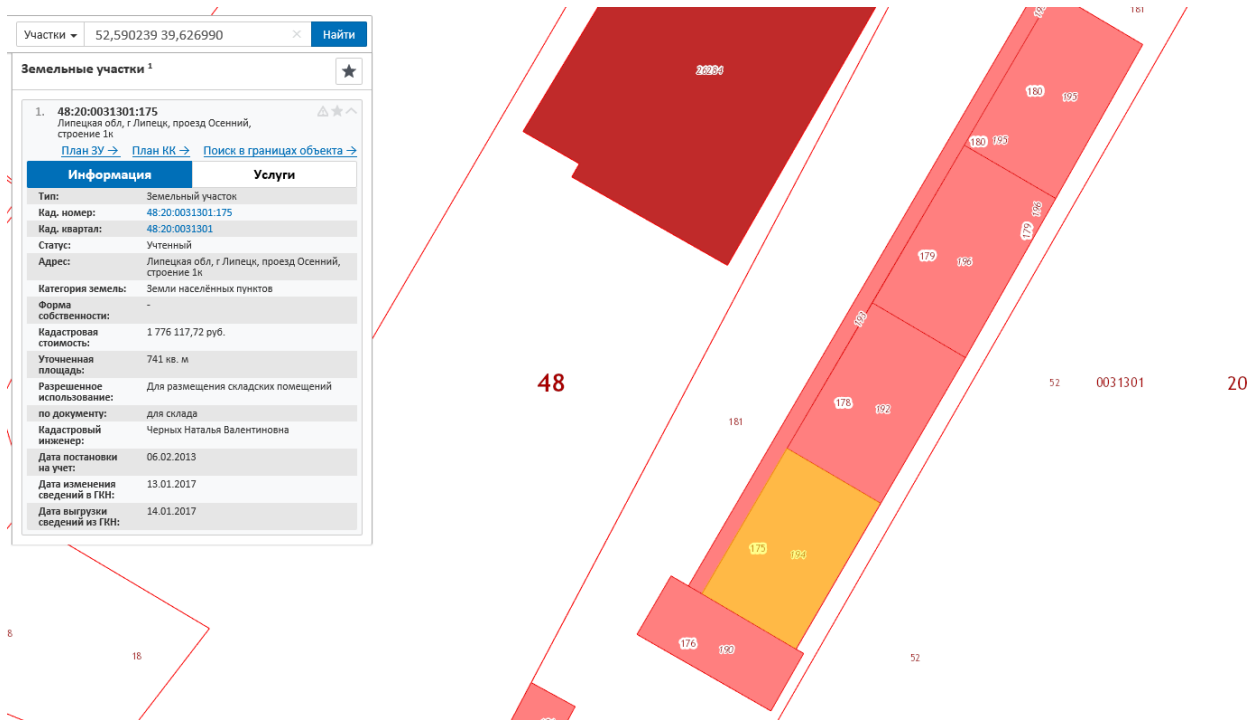 Участки
52,590239 39,626990
Найти
Земельные участки 1
1. 48:20:0031301:175
Липецкая обл, г Липецк, проезд Осенний,
строение 1к
План ЗУ → План КК → Поиск в границах объекта →
Информация Услуги
Тип: Земельный участок
Кад. номер: 48:20:0031301:175
Кад. квартал: 48:20:0031301
Статус: Учтенный
Адрес: Липецкая обл, г Липецк, проезд Осенний,
строение 1к
Категория земель: Земли населённых пунктов
Форма
собственности: -
Кадастровая
стоимость: 1 776 117,72 руб.
Уточненная
площадь: 741 кв. м
Разрешенное
использование: Для размещения складских помещений
по документу: для склада
Кадастровый
инженер: Черных Наталья Валентиновна
Дата постановки
на учет: 06.02.2013
Дата изменения
сведений в ГКН: 13.01.2017
Дата выгрузки
сведений из ГКН: 14.01.2017
181
26284
180 195
180 195
196
179
179 196
193
48
52 0031301 20
178 192
181
175 194
8
18
176 190
52